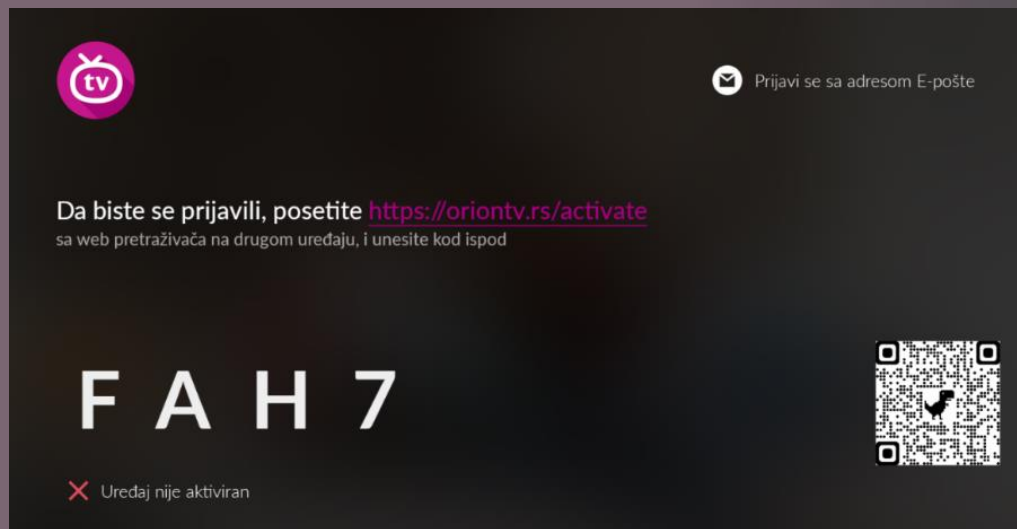 tv
Prijavi se sa adresom E-pošte
Da biste se prijavili, posetite https://oriontv.rs/activate
sa web pretraživača na drugom uređaju, i unesite kod ispod
F A H 7
Uređaj nije aktiviran